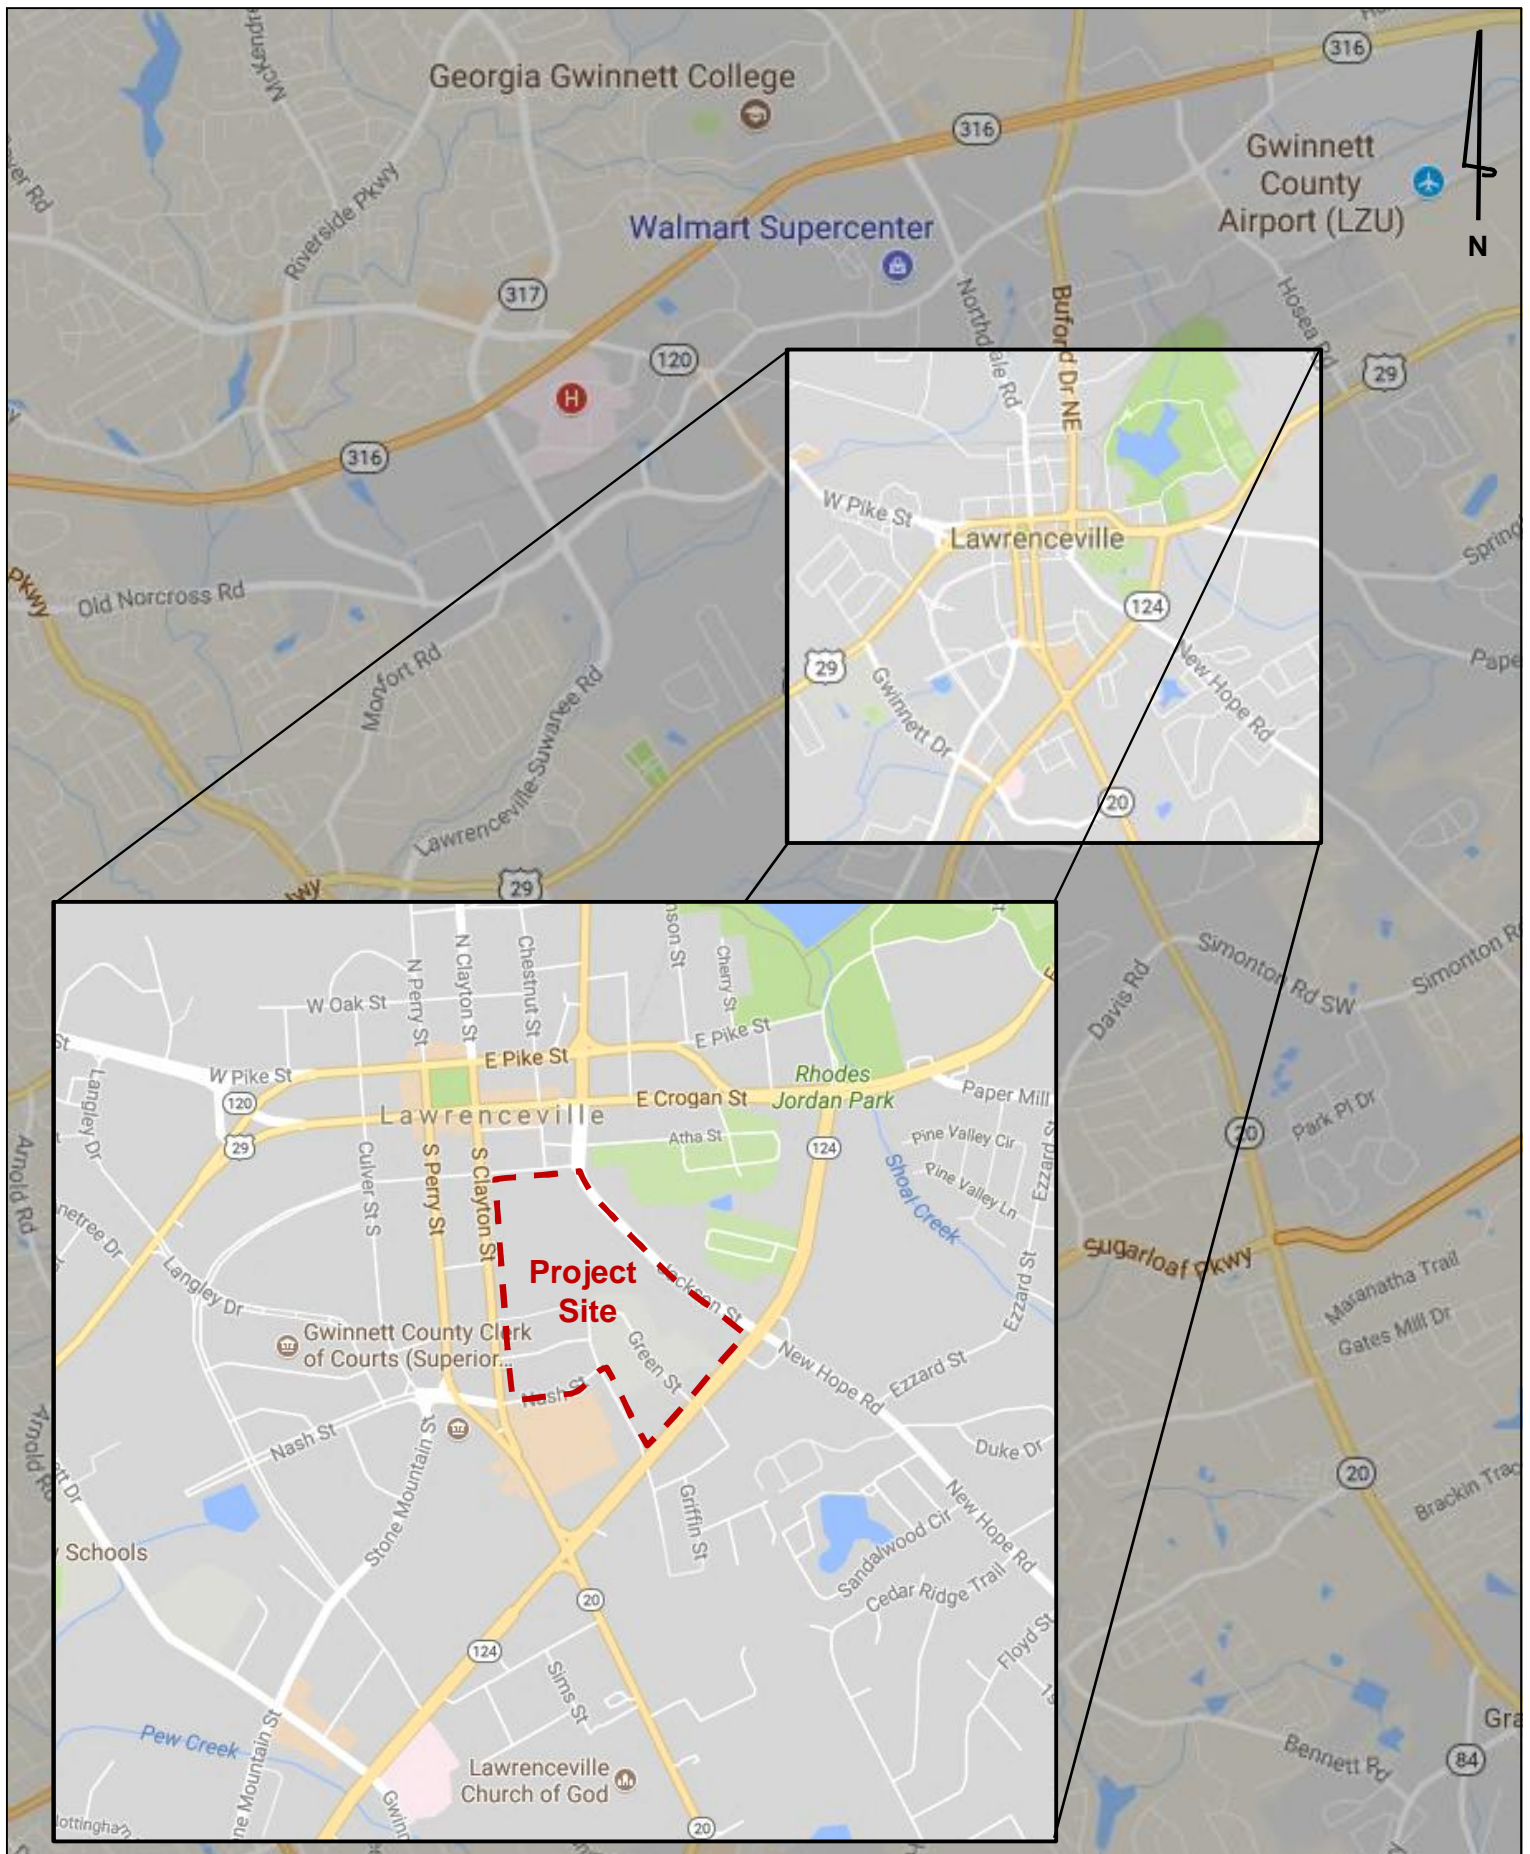 316
Georgia Gwinnett College
316
Gwinnett
County
Airport (LZU)
N
Riverside Pkwy
Walmart Supercenter
317
Northdale Rd
Buford Dr NE
Hosea Rd
120
29
H
316
W Pike St
Lawrenceville
Old Norcross Rd
Pkwy
124
29
Monfort Rd
New Hope Rd
Gwinnett Dr
Lawrenceville-Suwanee Rd
20
29
Simonton Rd SW
Davis Rd
N Perry St
N Clayton St
Chestnut St
Cherry St
W Oak St
E Pike St
E Pike St
W Pike St
Rhodes
Jordan Park
Paper Mill
120
E Crogan St
Lawrenceville
Langley Dr
29
Atha St
124
Pine Valley Cir
Pine Valley Ln
Park Pl Dr
20
Arnold Rd
Culver St S
S Perry St
S Clayton St
Shoal Creek
Ezzard St
Project
Site
Jackson St
Langley Dr
Sugarloaf Pkwy
Maranatha Trail
Gates Mill Dr
Ezzard St
Gwinnett County Clerk
of Courts (Superior...
Green St
New Hope Rd
Ezzard St
Nash St
Nash St
Arnold Rd
Duke Dr
20
Stone Mountain S
Griffin St
New Hope Rd
Sandalwood Cir
Schools
Cedar Ridge Trail
20
Floyd St
124
Sims St
Pew Creek
Lawrenceville
Church of God
Bennett Rd
84
20